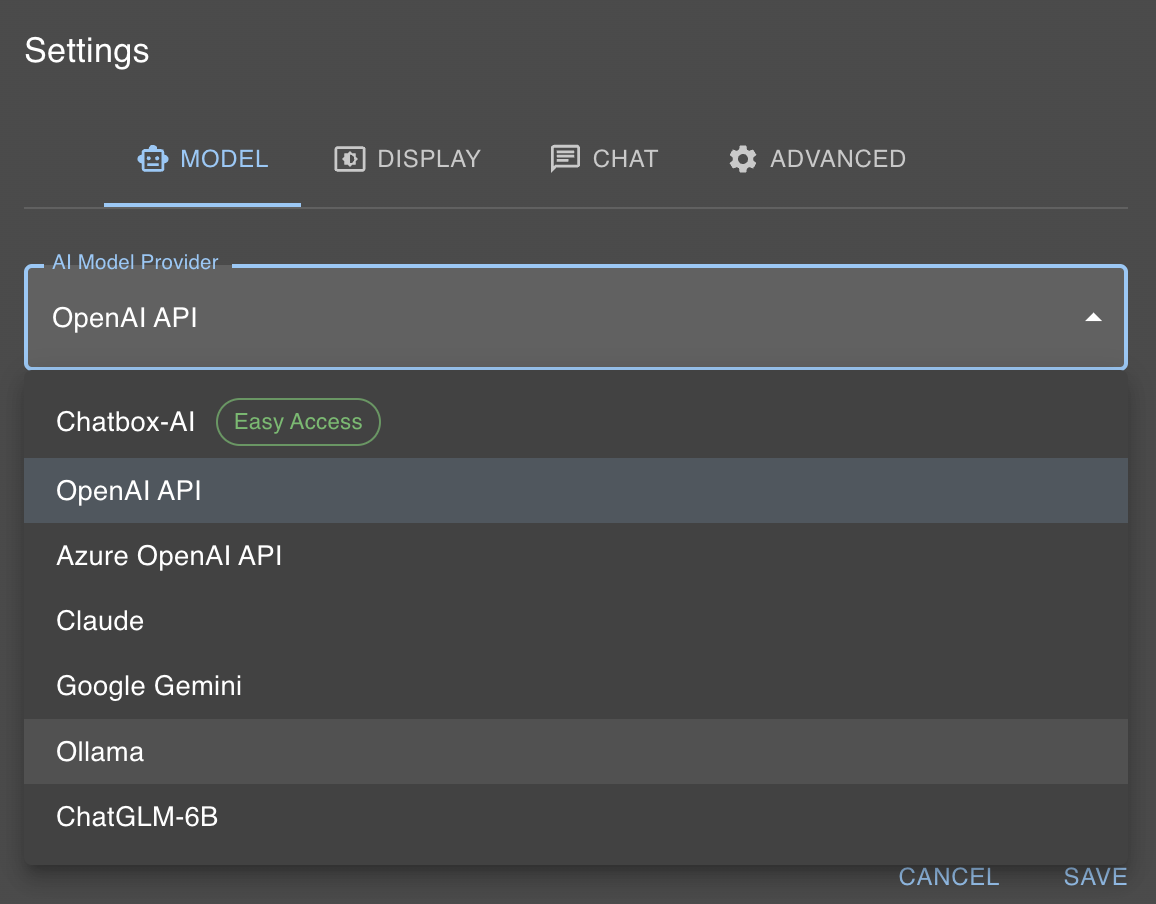 Settings
MODEL DISPLAY CHAT ADVANCED
AI Model Provider
OpenAI API
Chatbox-AI Easy Access
OpenAI API
Azure OpenAI API
Claude
Google Gemini
Ollama
ChatGLM-6B
CANCEL SAVE